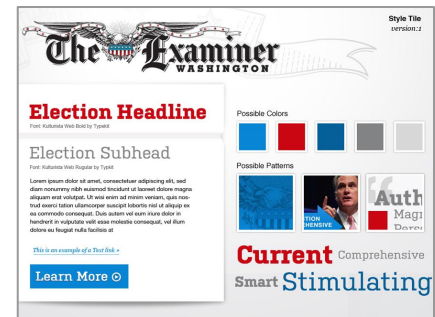 Style Tile
version:1
The Examiner
WASHINGTON
Election Headline
Font: Kulturista Web Bold by Typekit
Election Subhead
Font: Kulturista Web Rugular by Typkit
Lorem ipsum dolor sit amet, consectetuer adipiscing elit, sed
diam nonummy nibh euismod tincidunt ut laoreet dolore magna
aliquam erat volutpat. Ut wisi enim ad minim veniam, quis nos-
trud exerci tation ullamcorper suscipit lobortis nisl ut aliquip ex
ea commodo consequat. Duis autem vel eum iriure dolor in
hendrerit in vulputate velit esse molestie consequat, vel illum
dolore eu feugiat nulla facilisis at
This is an example of a Text link »
Learn More
Possible Colors
Possible Patterns
CTION
HENSIVE
Auth
Magi
Pers
Current Comprehensive
Smart Stimulating